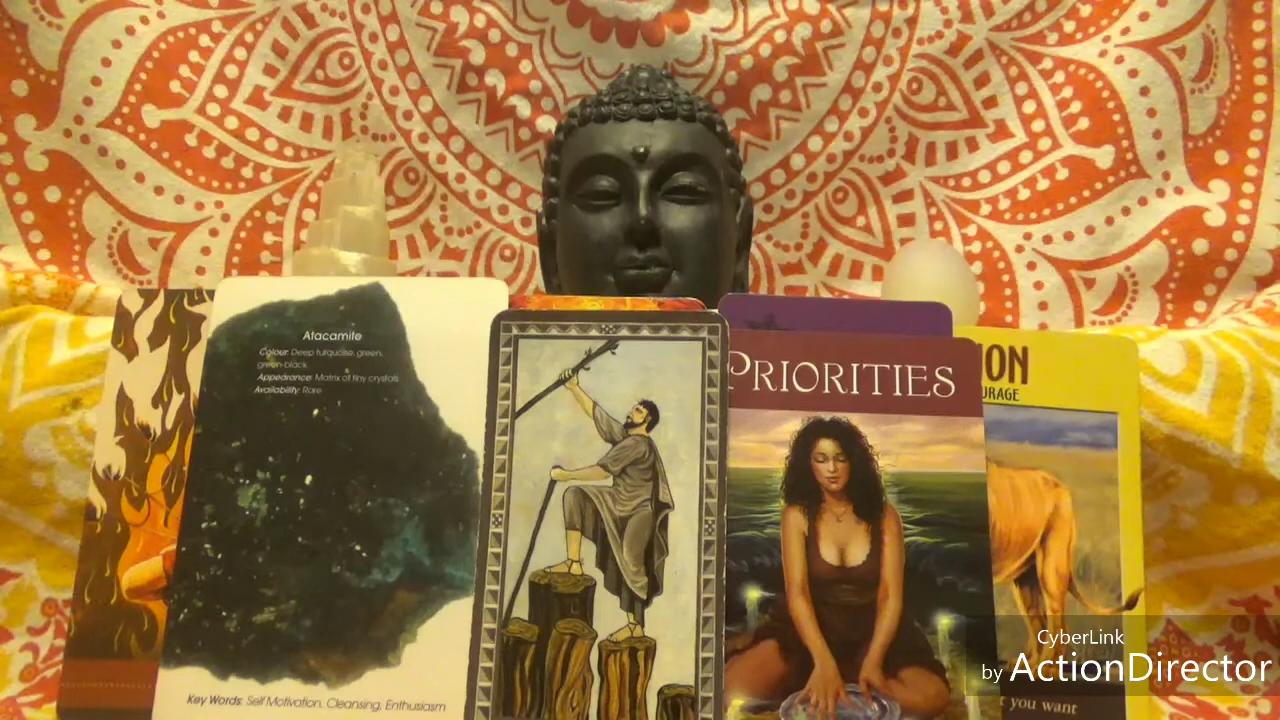 Atacamite
Colour: Deep turquoise, green,
green-black
Appearance: Matrix of tiny crystals
Availability: Rare
Key Words: Self Motivation, Cleansing, Enthusiasm
PRIORITIES
ION
URAGE
you want
CyberLink
by ActionDirector